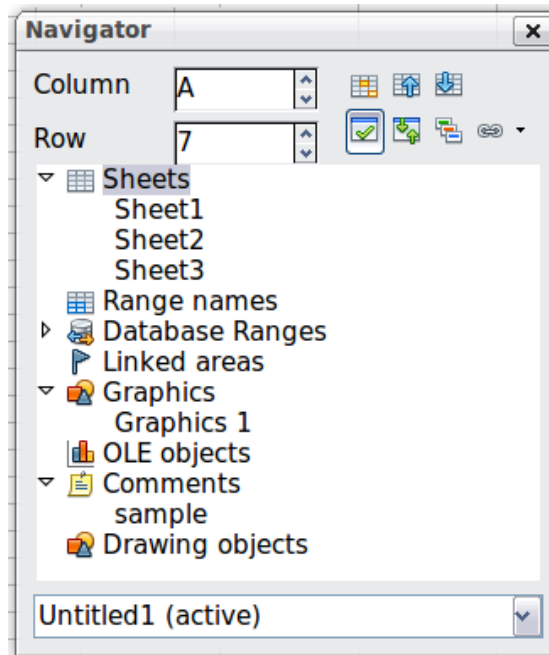 Navigator
Column A
Row 7
Sheets
Sheet1
Sheet2
Sheet3
Range names
Database Ranges
Linked areas
Graphics
Graphics 1
OLE objects
Comments
sample
Drawing objects
Untitled1 (active)